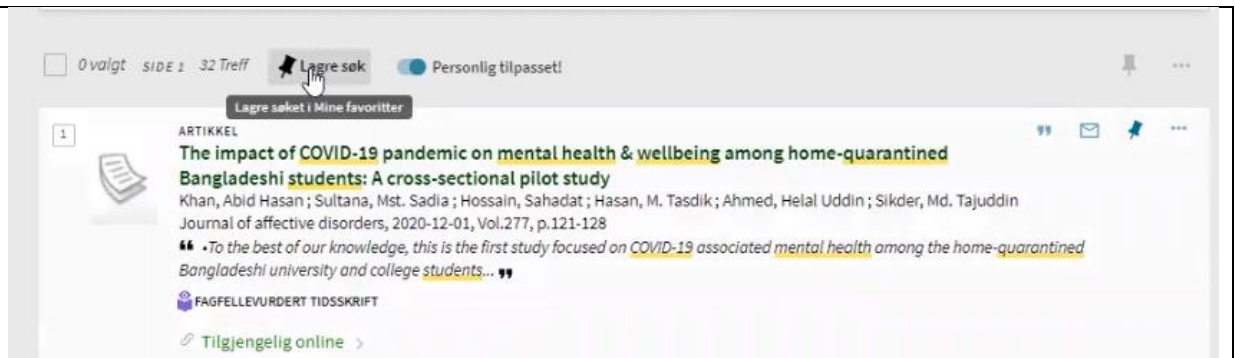 0 valgt SIDE 1 32 Treff Lagre søk Personlig tilpasset!
Lagre søket i Mine favoritter
1
ARTIKKEL
The impact of COVID-19 pandemic on mental health & wellbeing among home-quarantined
Bangladeshi students: A cross-sectional pilot study
Khan, Abid Hasan ; Sultana, Mst. Sadia ; Hossain, Sahadat ; Hasan, M. Tasdik ; Ahmed, Helal Uddin ; Sikder, Md. Tajuddin
Journal of affective disorders, 2020-12-01, Vol.277, p.121-128
❝ •To the best of our knowledge, this is the first study focused on COVID-19 associated mental health among the home-quarantined
Bangladeshi university and college students... ❞
FAGFELLEVURDERT TIDSSKRIFT
Tilgjengelig online >